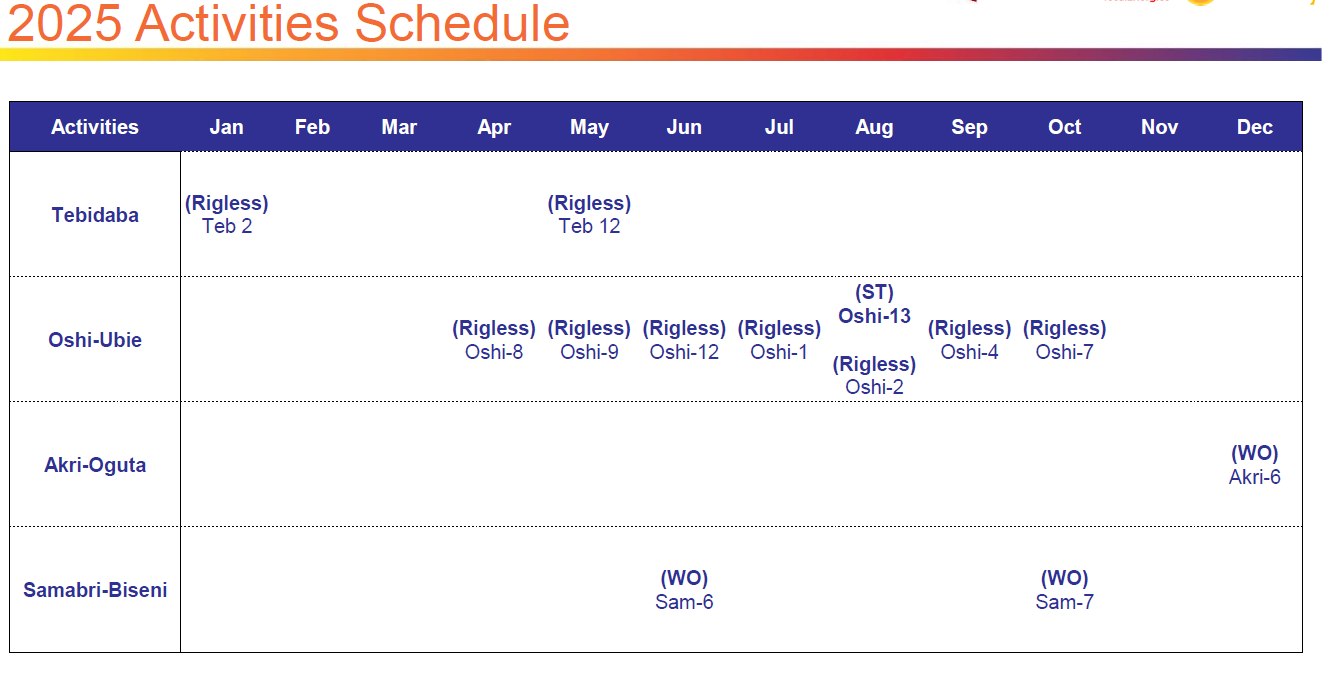 2025 Activities Schedule
Activities Jan Feb Mar Apr May Jun Jul Aug Sep Oct Nov Dec
Tebidaba
(Rigless) (Rigless)
Teb 2 Teb 12
Oshi-Ubie
(Rigless) (Rigless) (Rigless) (Rigless) (ST) (Rigless) (Rigless)
Oshi-8 Oshi-9 Oshi-12 Oshi-1 Oshi-13 Oshi-4 Oshi-7
(Rigless)
Oshi-2
Akri-Oguta
(WO)
Akri-6
Samabri-Biseni
(WO) (WO)
Sam-6 Sam-7